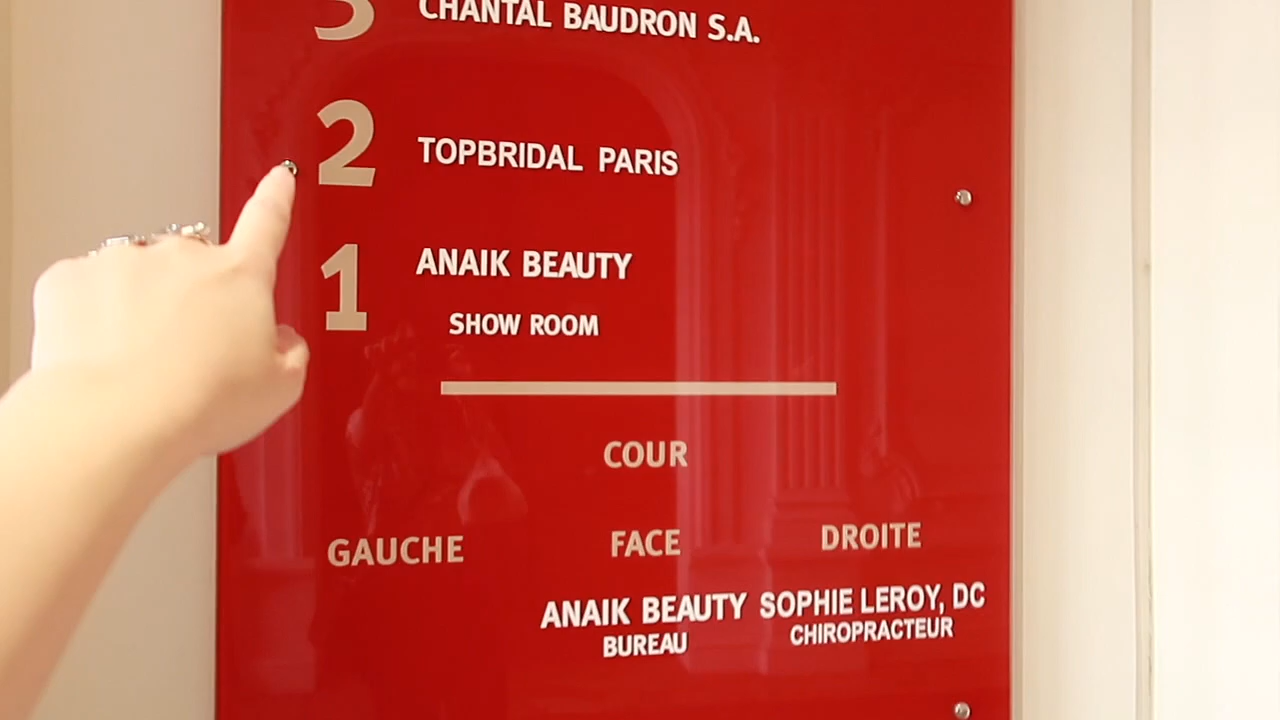 3 CHANTAL BAUDRON S.A.
2 TOPBRIDAL PARIS
1 ANAIK BEAUTY
SHOW ROOM
COUR
GAUCHE FACE DROITE
ANAIK BEAUTY SOPHIE LEROY, DC
BUREAU CHIROPRACTEUR